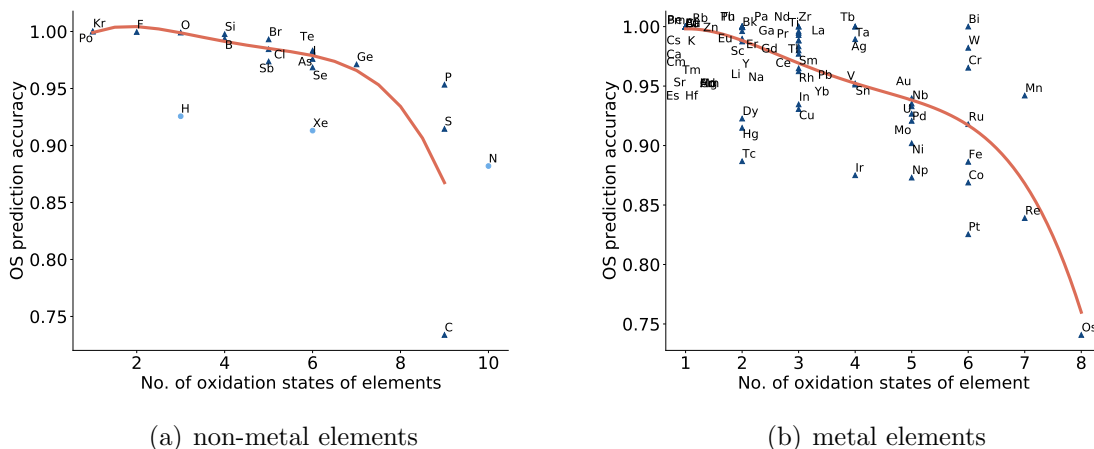 Kr
Po
F
O
Si
B
Br
Cl
Sb
Te
I
As
Se
Ge
P
S
H
Xe
N
C
1.00
0.95
0.90
0.85
0.80
0.75
OS prediction accuracy
2 4 6 8 10
No. of oxidation states of elements
(a) non-metal elements
Rb
Zn
Cs K
Ca
Cm
Tm
Sr
Es Hf
Bk
Eu Er
Sc
Y
Li Na
Pa Nd Zr
Ga Pr La
Gd
Ce Sm
Rh Pb
Yb
In
Cu
Tb
Ta
Ag
V
Sn
Au
Nb
U
Pd
Mo
Ni
Np
Ir
Dy
Hg
Tc
Bi
W
Cr
Ru
Fe
Co
Pt
Mn
Re
Os
1.00
0.95
0.90
0.85
0.80
0.75
OS prediction accuracy
1 2 3 4 5 6 7 8
No. of oxidation states of element
(b) metal elements